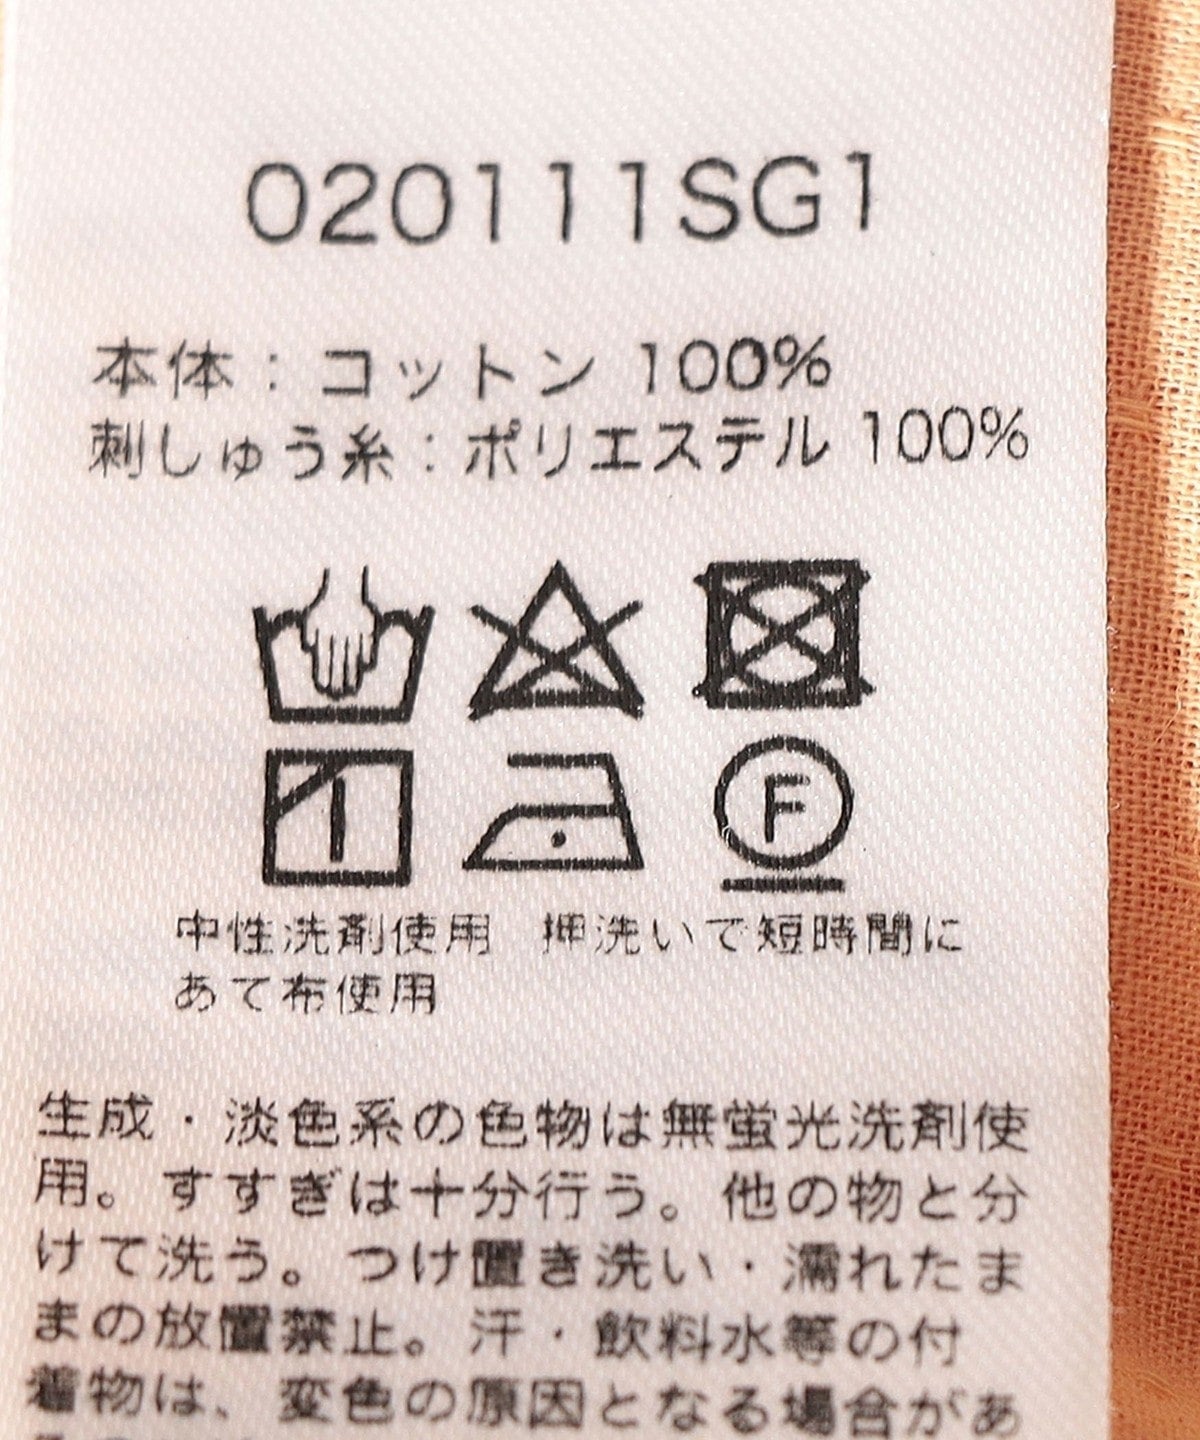 020111SG1
本体：コットン 100%
刺しゅう糸：ポリエステル 100%
F
中性洗剤使用　押洗いで短時間に
あて布使用
生成・淡色系の色物は無蛍光洗剤使
用。すすぎは十分行う。他の物と分
けて洗う。つけ置き洗い・濡れたま
まの放置禁止。汗・飲料水等の付
着物は、変色の原因となる場合があ